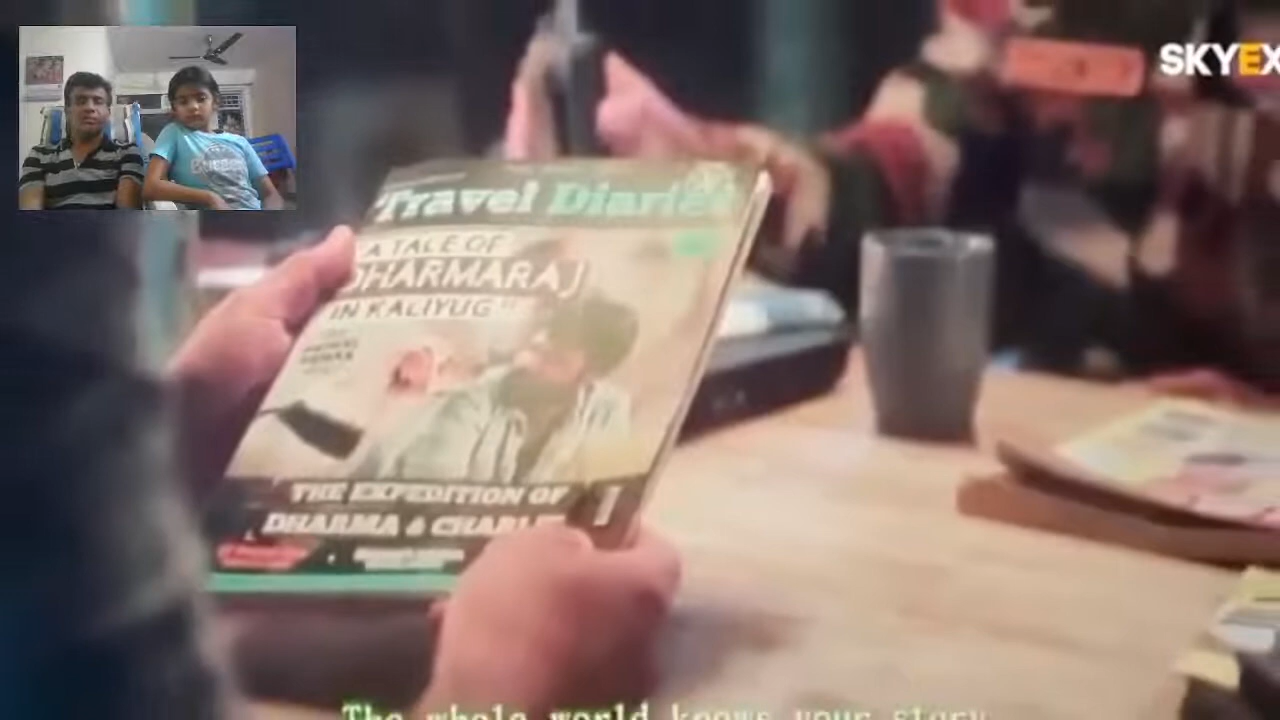 SKYEX
Travel Diaries
"A TALE OF
DHARMARAJ
IN KALIYUG"
THE EXPEDITION OF
DHARMA & CHARLIE
The whole world knows your story